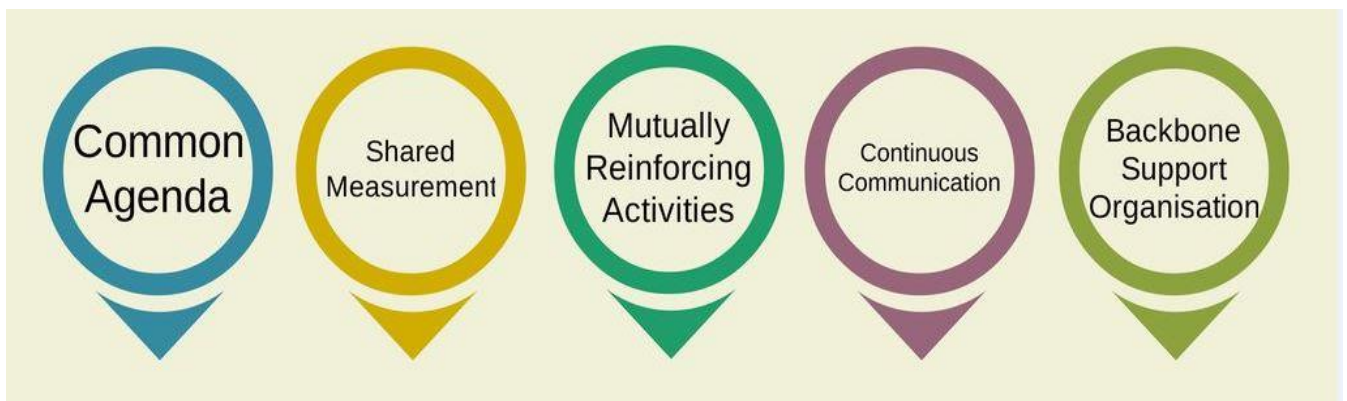 Common
Agenda
Shared
Measurement
Mutually
Reinforcing
Activities
Continuous
Communication
Backbone
Support
Organisation